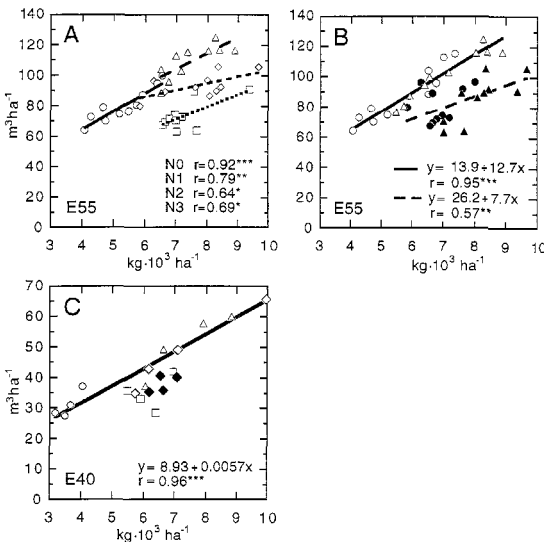 A
140
120
100
80
60
40
20
0
m³ha⁻¹
N0 r=0.92***
N1 r=0.79**
N2 r=0.64*
N3 r=0.69*
E55
3 4 5 6 7 8 9 10
kg·10³ ha⁻¹
B
140
120
100
80
60
40
20
0
y= 13.9+12.7x
r= 0.95***
y= 26.2+7.7x
r= 0.57**
E55
3 4 5 6 7 8 9 10
kg·10³ ha⁻¹
C
70
60
50
40
30
20
10
0
m³ha⁻¹
y= 8.93+0.0057x
r= 0.96***
E40
3 4 5 6 7 8 9 10
kg·10³ ha⁻¹